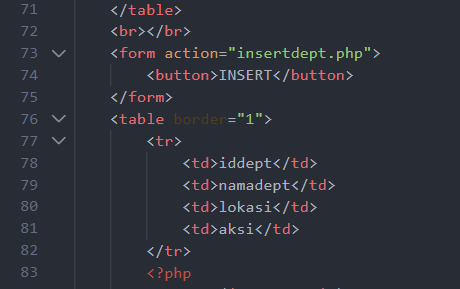 71 </table>
72 <br></br>
73 <form action="insertdept.php">
74 <button>INSERT</button>
75 </form>
76 <table border="1">
77 <tr>
78 <td>iddept</td>
79 <td>namadept</td>
80 <td>lokasi</td>
81 <td>aksi</td>
82 </tr>
83 <?php